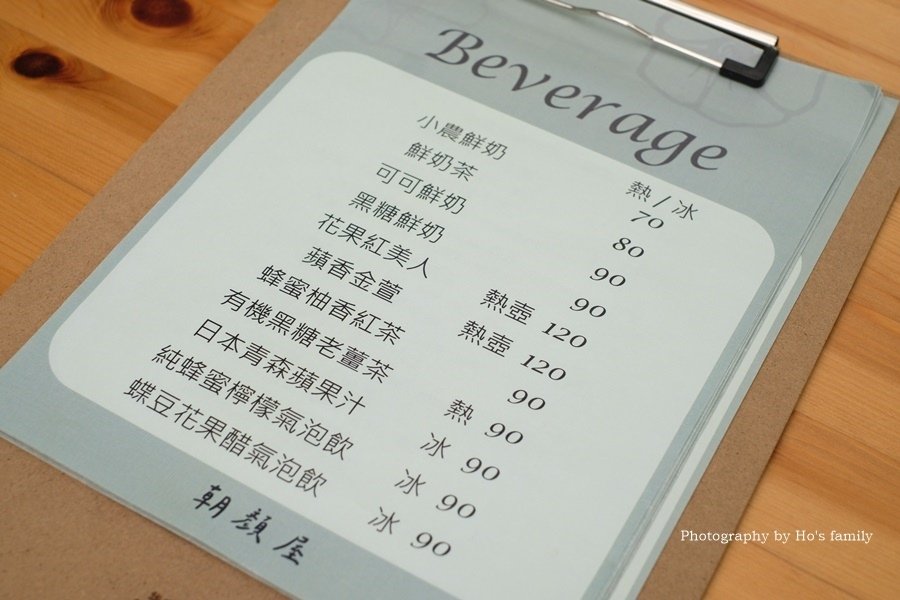 Beverage
熱 / 冰
小農鮮奶 70
鮮奶茶 80
可可鮮奶 90
黑糖鮮奶 90
花果紅美人 熱壺 120
蘋香金萱 熱壺 120
蜂蜜柚香紅茶 90
有機黑糖老薑茶 熱 90
日本青森蘋果汁 冰 90
純蜂蜜檸檬氣泡飲 冰 90
蝶豆花果醋氣泡飲 冰 90
朝顏屋
Photography by Ho's family